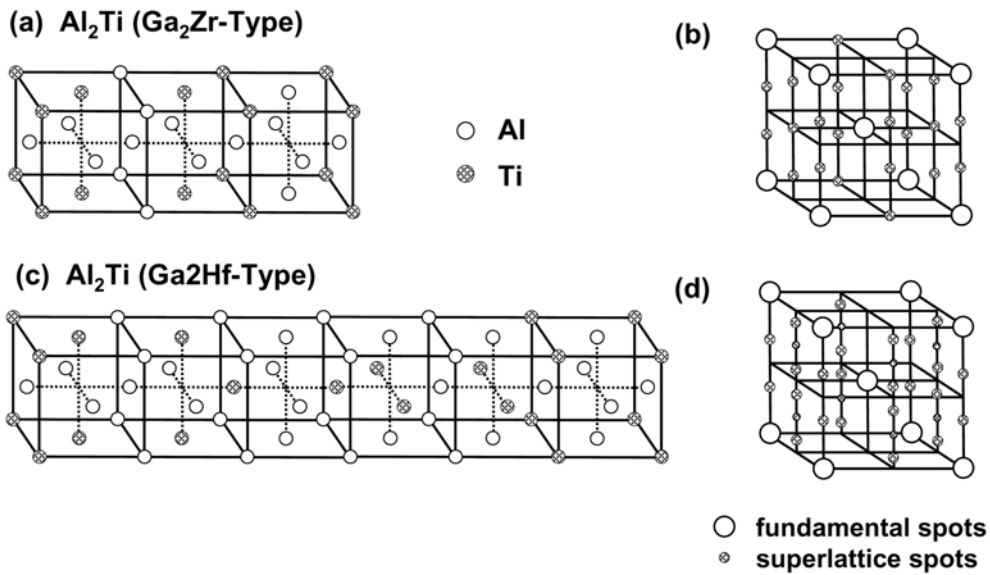 (a) Al₂Ti (Ga₂Zr-Type)
(b)
Al
Ti
(c) Al₂Ti (Ga2Hf-Type)
(d)
fundamental spots
superlattice spots